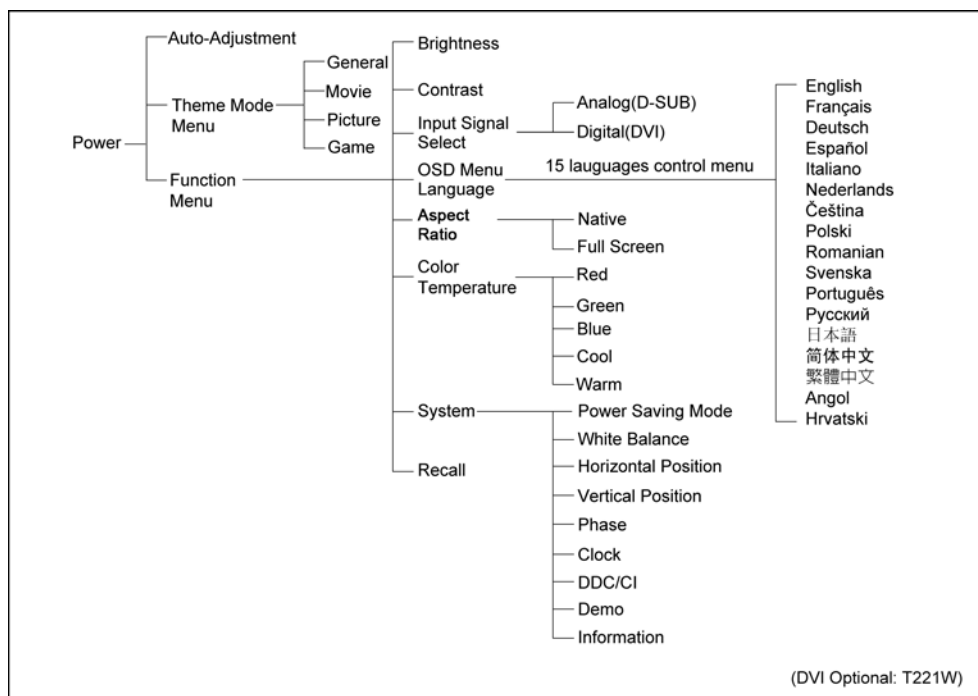 Power
Auto-Adjustment
Theme Mode
Menu
General
Movie
Picture
Game
Function
Menu
Brightness
Contrast
Input Signal
Select
Analog(D-SUB)
Digital(DVI)
OSD Menu
Language
15 lauguages control menu
English
Français
Deutsch
Español
Italiano
Nederlands
Čeština
Polski
Romanian
Svenska
Português
Русский
日本語
简体中文
繁體中文
Angol
Hrvatski
Aspect
Ratio
Native
Full Screen
Color
Temperature
Red
Green
Blue
Cool
Warm
System
Power Saving Mode
White Balance
Horizontal Position
Vertical Position
Phase
Clock
DDC/CI
Demo
Information
Recall
(DVI Optional: T221W)